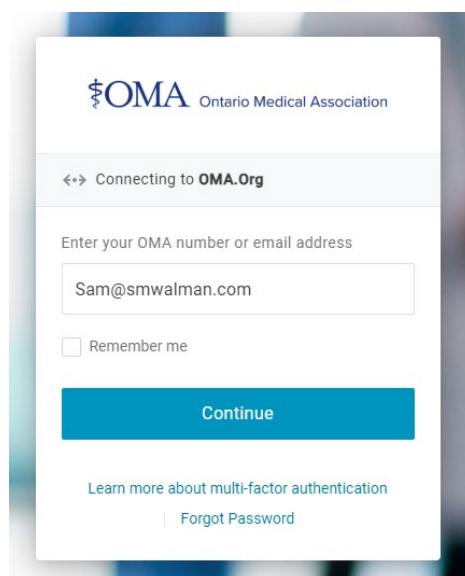 OMA Ontario Medical Association
Connecting to OMA.Org
Enter your OMA number or email address
Sam@smwalman.com
Remember me
Continue
Learn more about multi-factor authentication
Forgot Password